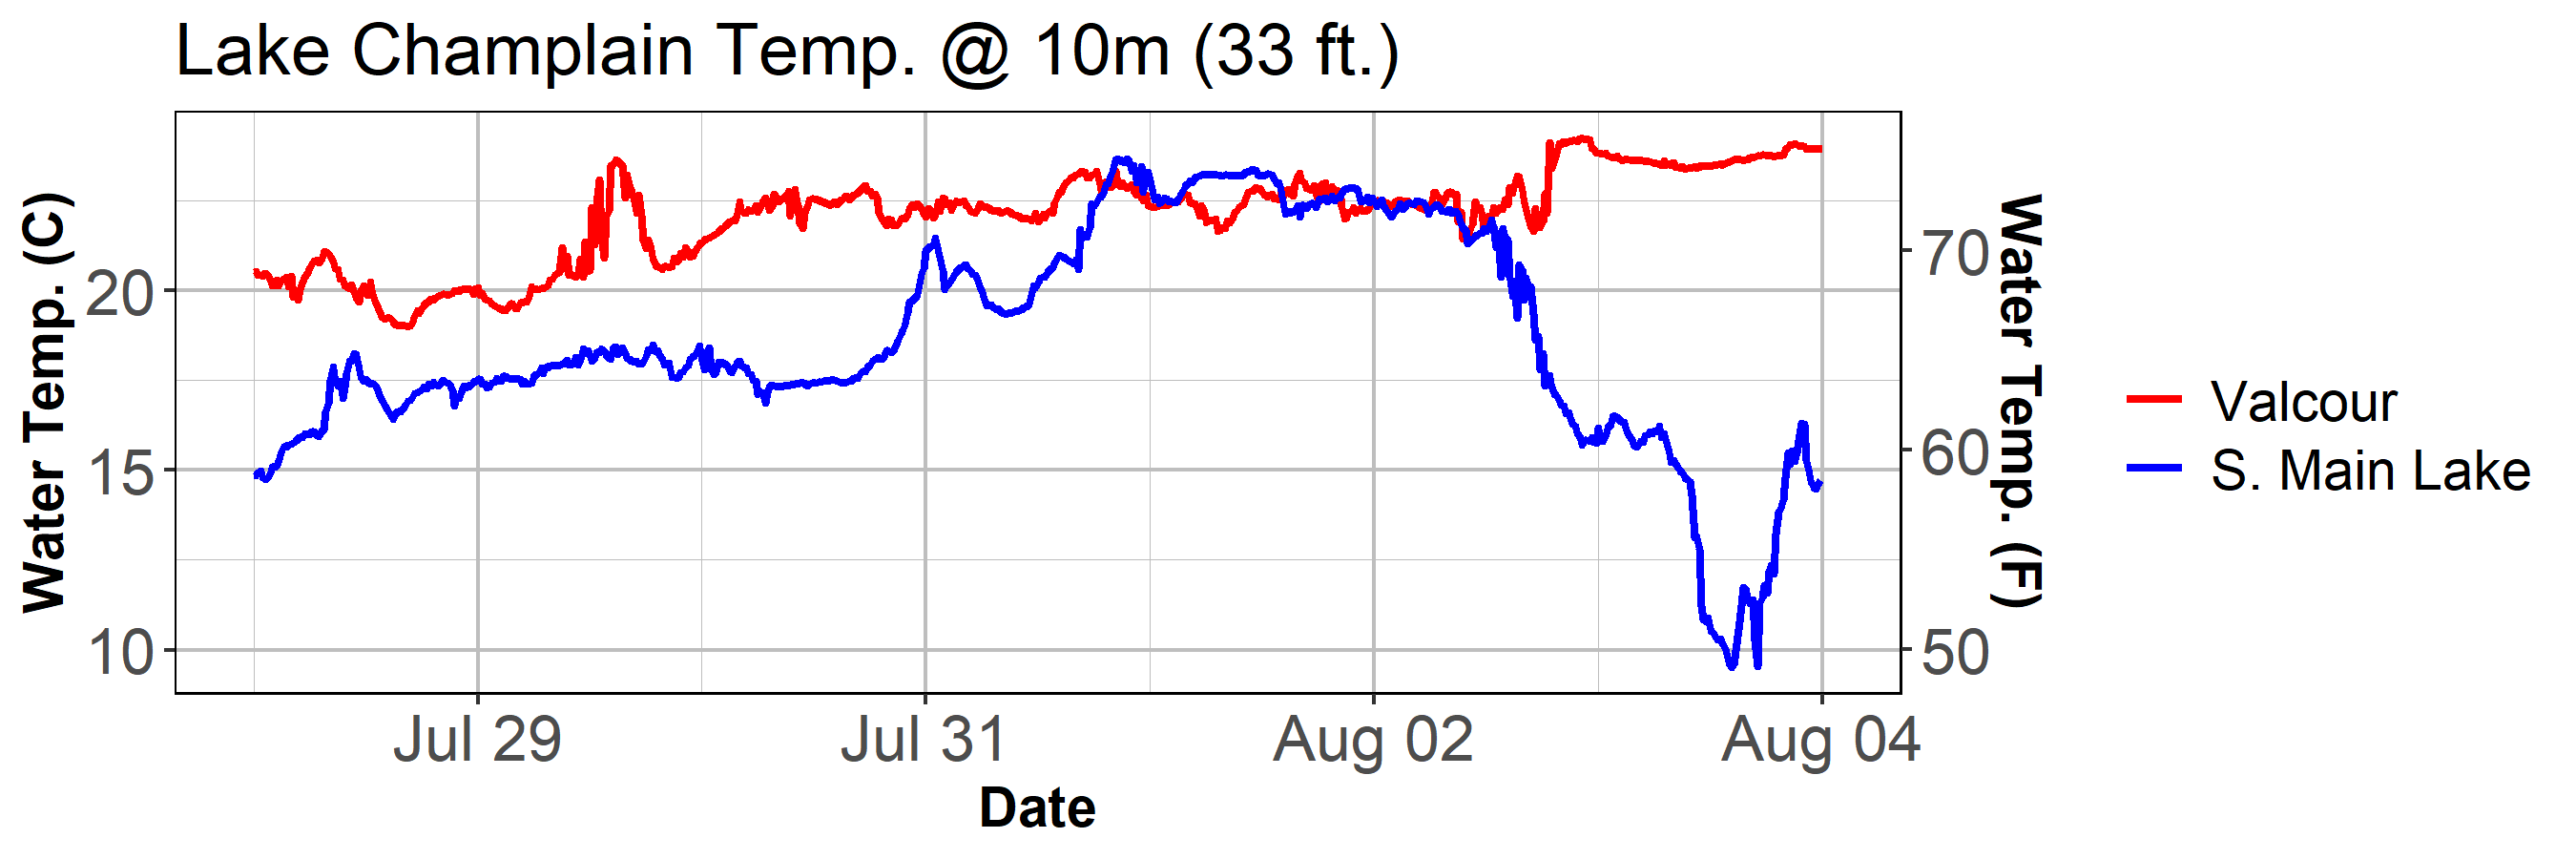 Lake Champlain Temp. @ 10m (33 ft.)
Water Temp. (C)
20
15
10
70
60
50
Water Temp. (F)
Jul 29
Jul 31
Aug 02
Aug 04
Date
Valcour
S. Main Lake